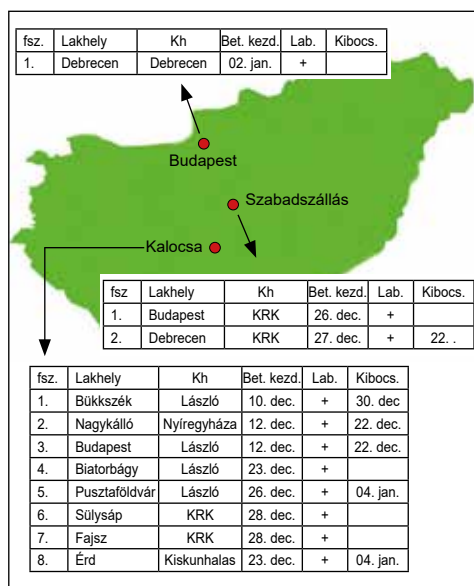 fsz. Lakhely Kh Bet. kezd. Lab. Kibocs.
1. Debrecen Debrecen 02. jan. +
Budapest
Szabadszállás
Kalocsa
fsz Lakhely Kh Bet. kezd. Lab. Kibocs.
1. Budapest KRK 26. dec. +
2. Debrecen KRK 27. dec. + 22. .
fsz. Lakhely Kh Bet. kezd. Lab. Kibocs.
1. Bükkszék László 10. dec. + 30. dec
2. Nagykálló Nyíregyháza 12. dec. + 22. dec.
3. Budapest László 12. dec. + 22. dec.
4. Biatorbágy László 23. dec. +
5. Pusztaföldvár László 26. dec. + 04. jan.
6. Sülysáp KRK 28. dec. +
7. Fajsz KRK 28. dec. +
8. Érd Kiskunhalas 23. dec. + 04. jan.